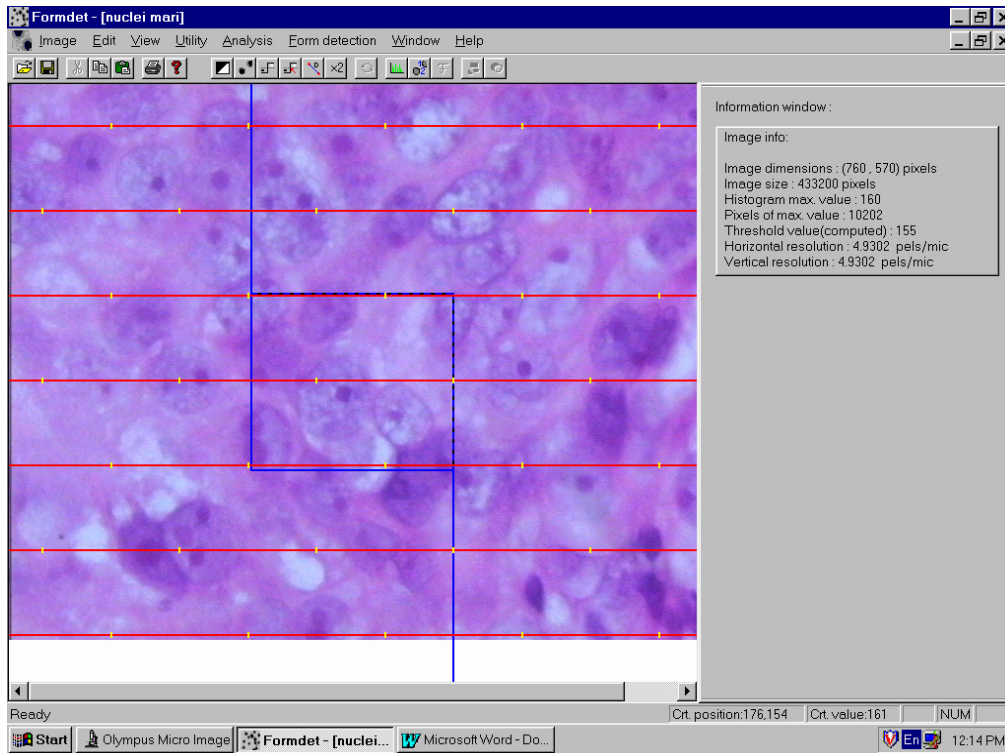 Formdet - [nuclei mari]
Image Edit View Utility Analysis Form detection Window Help
×2
Information window :
Image info:
Image dimensions : (760 , 570) pixels
Image size : 433200 pixels
Histogram max. value : 160
Pixels of max. value : 10202
Threshold value(computed) : 155
Horizontal resolution : 4.9302 pels/mic
Vertical resolution : 4.9302 pels/mic
Ready Crt. position:176,154 Crt. value:161 NUM
Start Olympus Micro Image Formdet - [nuclei... Microsoft Word - Do... En 12:14 PM